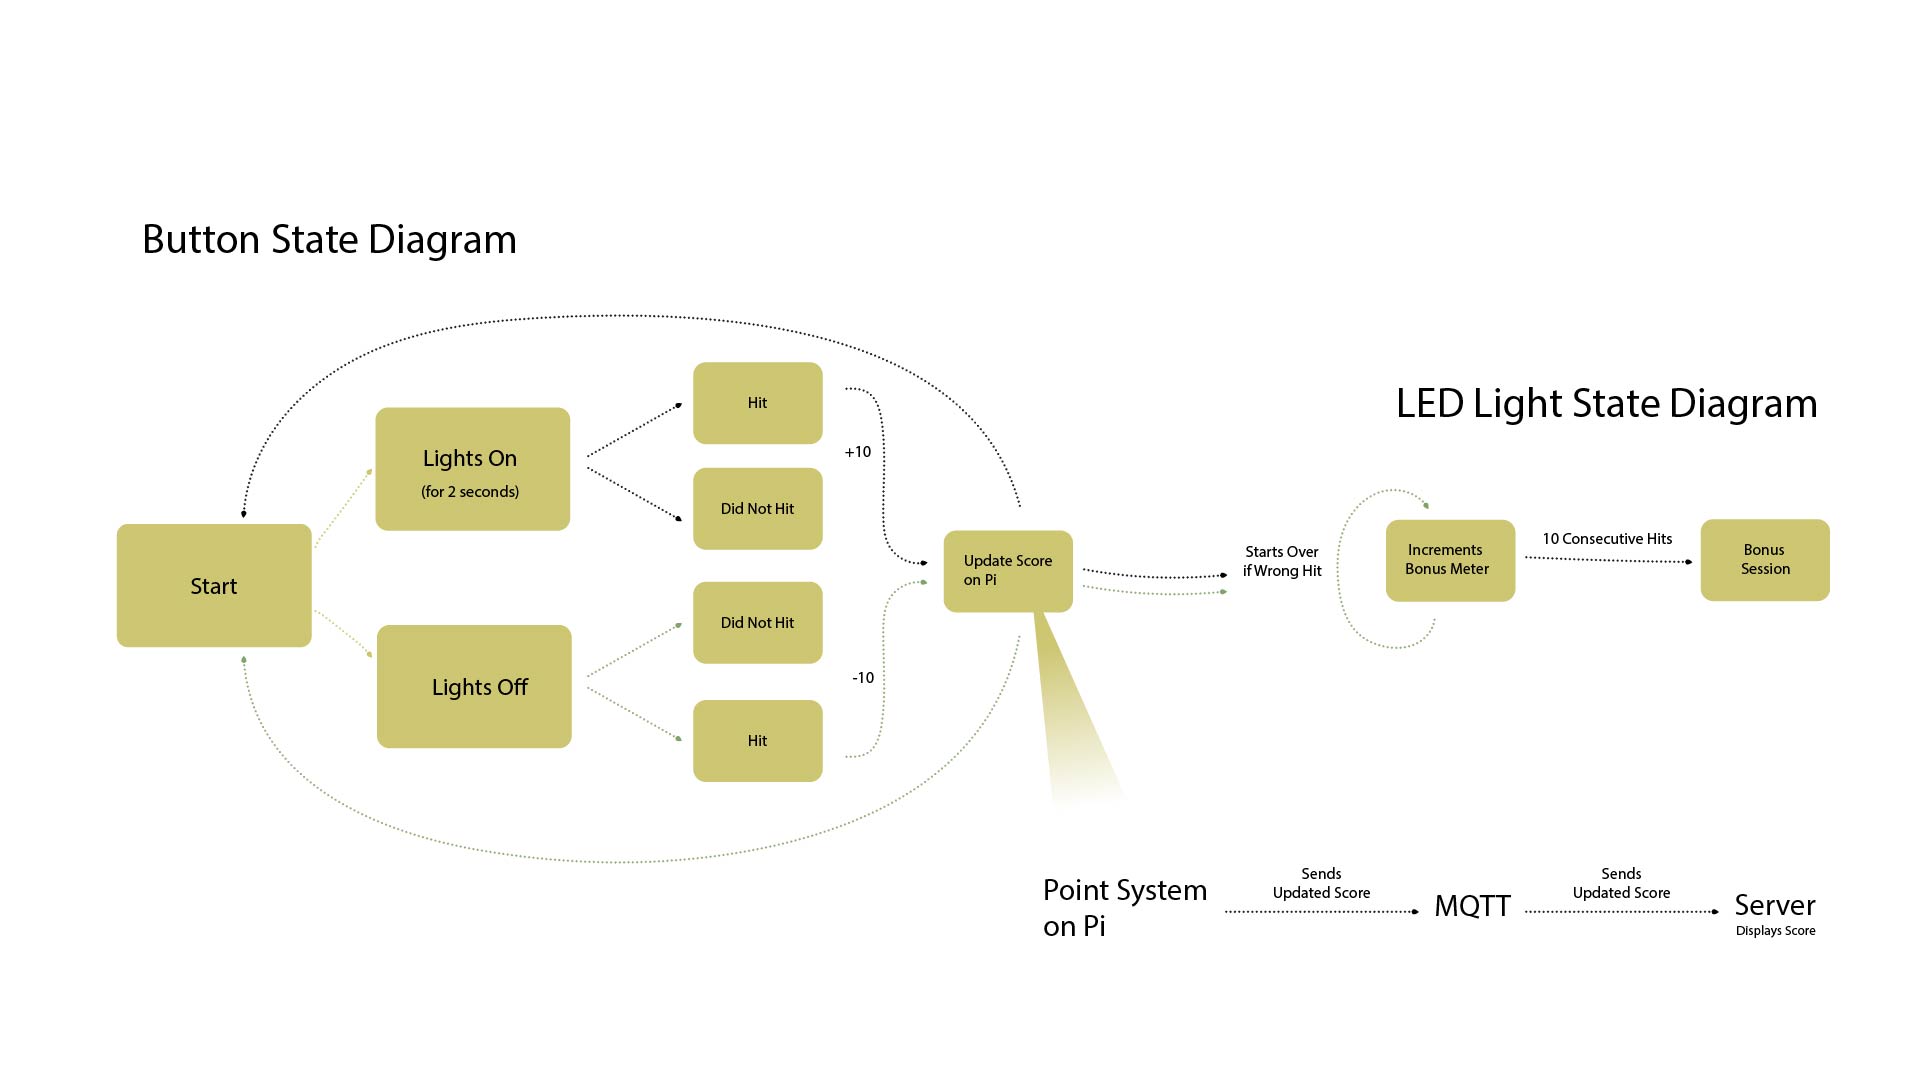 Button State Diagram
LED Light State Diagram
Start
Lights On
(for 2 seconds)
Lights Off
Hit
Did Not Hit
Did Not Hit
Hit
+10
-10
Update Score
on Pi
Starts Over
if Wrong Hit
Increments
Bonus Meter
10 Consecutive Hits
Bonus
Session
Point System
on Pi
Sends
Updated Score
MQTT
Sends
Updated Score
Server
Displays Score